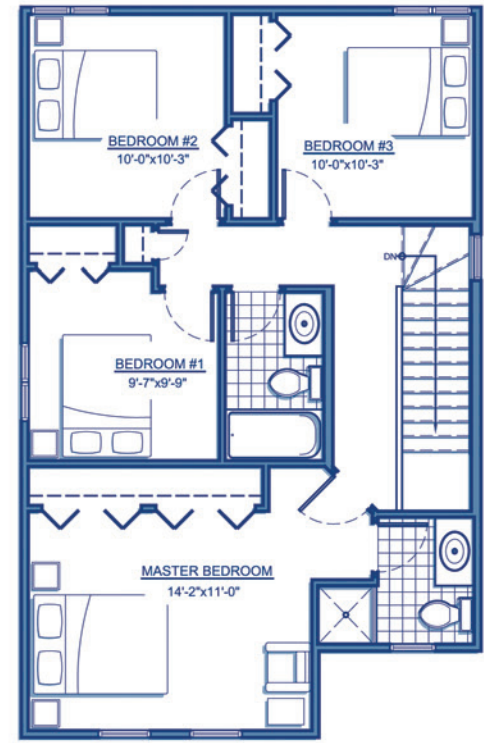 BEDROOM #2
10'-0"x10'-3"
BEDROOM #3
10'-0"x10'-3"
DN
BEDROOM #1
9'-7"x9'-9"
MASTER BEDROOM
14'-2"x11'-0"